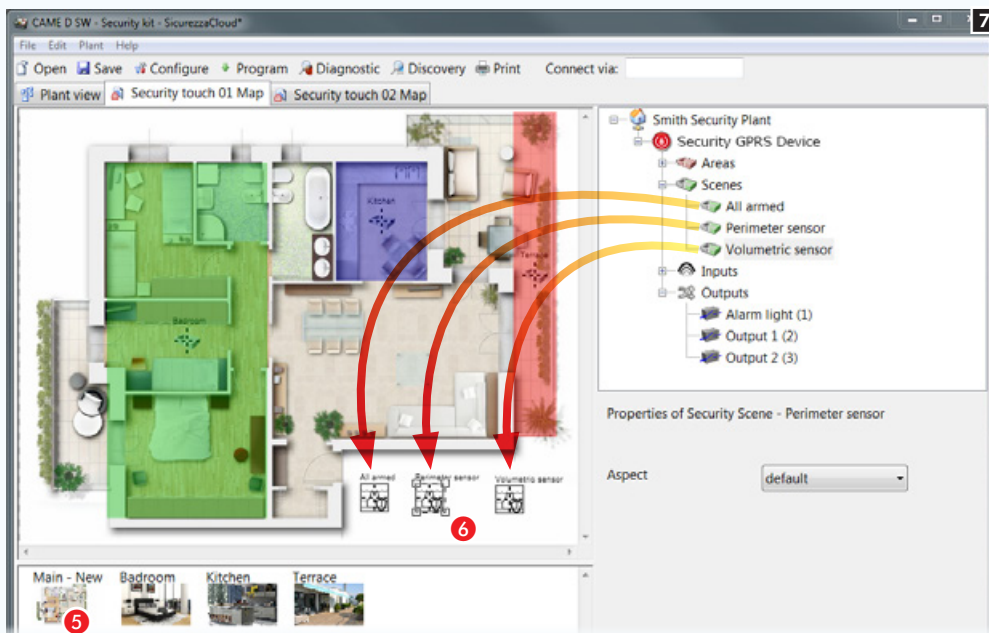 CAME D SW - Security kit - SicurezzaCloud*
7
File Edit Plant Help
Open Save Configure Program Diagnostic Discovery Print Connect via:
Plant view Security touch 01 Map Security touch 02 Map
Smith Security Plant
Security GPRS Device
Areas
Scenes
All armed
Perimeter sensor
Volumetric sensor
Inputs
Outputs
Alarm light (1)
Output 1 (2)
Output 2 (3)
Kitchen
Terrace
Bedroom
All armed Perimeter sensor Volumetric sensor
6
Properties of Security Scene - Perimeter sensor
Aspect default
Main - New Badroom Kitchen Terrace
5